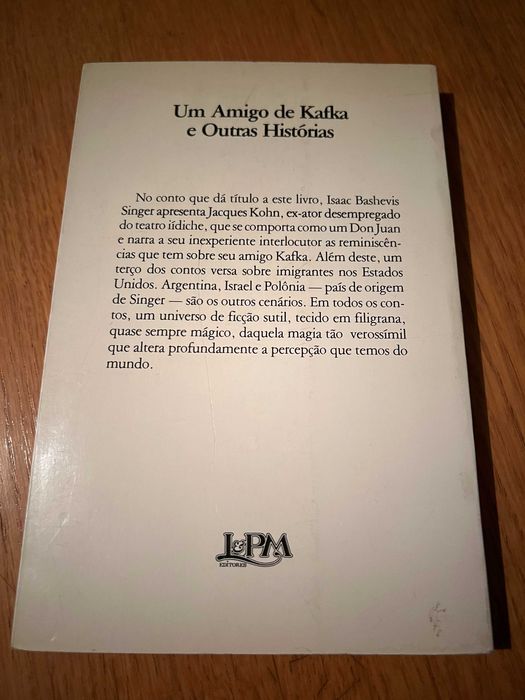 Um Amigo de Kafka
e Outras Histórias
No conto que dá título a este livro, Isaac Bashevis
Singer apresenta Jacques Kohn, ex-ator desempregado
do teatro iídiche, que se comporta como um Don Juan
e narra a seu inexperiente interlocutor as reminiscên-
cias que tem sobre seu amigo Kafka. Além deste, um
terço dos contos versa sobre imigrantes nos Estados
Unidos. Argentina, Israel e Polônia — país de origem
de Singer — são os outros cenários. Em todos os con-
tos, um universo de ficção sutil, tecido em filigrana,
quase sempre mágico, daquela magia tão verossímil
que altera profundamente a percepção que temos do
mundo.
L&PM
EDITORES